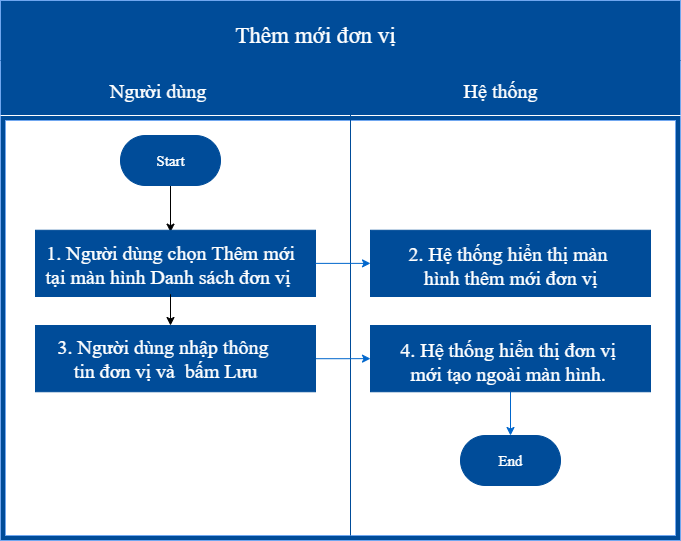 Thêm mới đơn vị
Người dùng
Hệ thống
Start
1. Người dùng chọn Thêm mới
tại màn hình Danh sách đơn vị
2. Hệ thống hiển thị màn
hình thêm mới đơn vị
3. Người dùng nhập thông
tin đơn vị và bấm Lưu
4. Hệ thống hiển thị đơn vị
mới tạo ngoài màn hình.
End